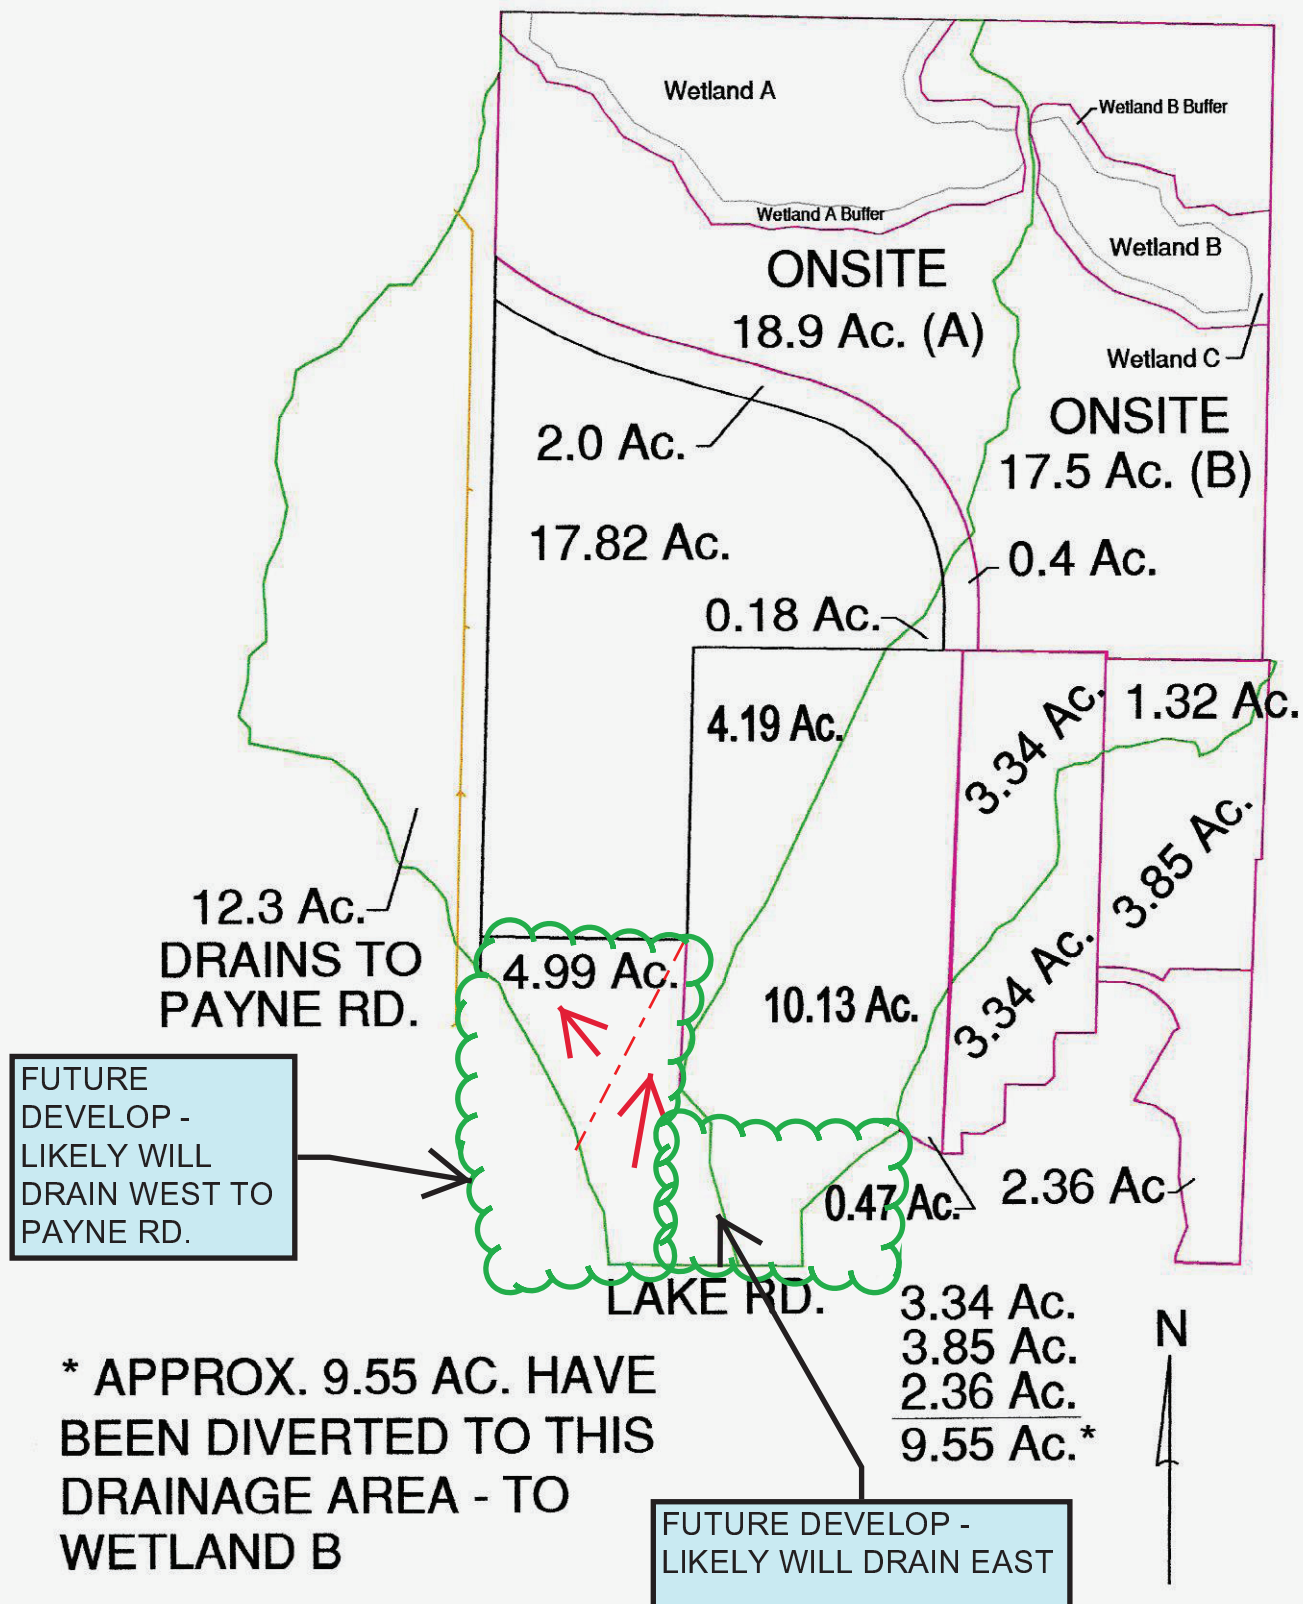 Wetland A
Wetland B Buffer
Wetland A Buffer
Wetland B
ONSITE
18.9 Ac. (A)
Wetland C
ONSITE
17.5 Ac. (B)
2.0 Ac.
17.82 Ac.
0.4 Ac.
0.18 Ac.
4.19 Ac.
3.34 Ac.
1.32 Ac.
3.85 Ac.
12.3 Ac.
DRAINS TO
PAYNE RD.
4.99 Ac.
10.13 Ac.
3.34 Ac.
FUTURE
DEVELOP -
LIKELY WILL
DRAIN WEST TO
PAYNE RD.
0.47 Ac.
2.36 Ac
LAKE RD.
3.34 Ac.
3.85 Ac.
2.36 Ac.
9.55 Ac.*
N
* APPROX. 9.55 AC. HAVE
BEEN DIVERTED TO THIS
DRAINAGE AREA - TO
WETLAND B
FUTURE DEVELOP -
LIKELY WILL DRAIN EAST